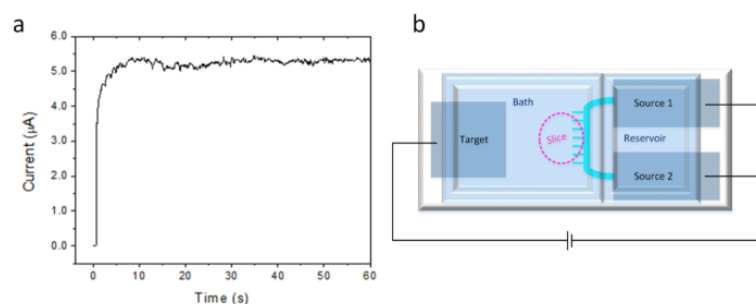 a
6.0
5.0
4.0
3.0
2.0
1.0
0.0
Current (µA)
0
10
20
30
40
50
60
Time (s)
b
Bath
Target
Slice
Source 1
Reservoir
Source 2